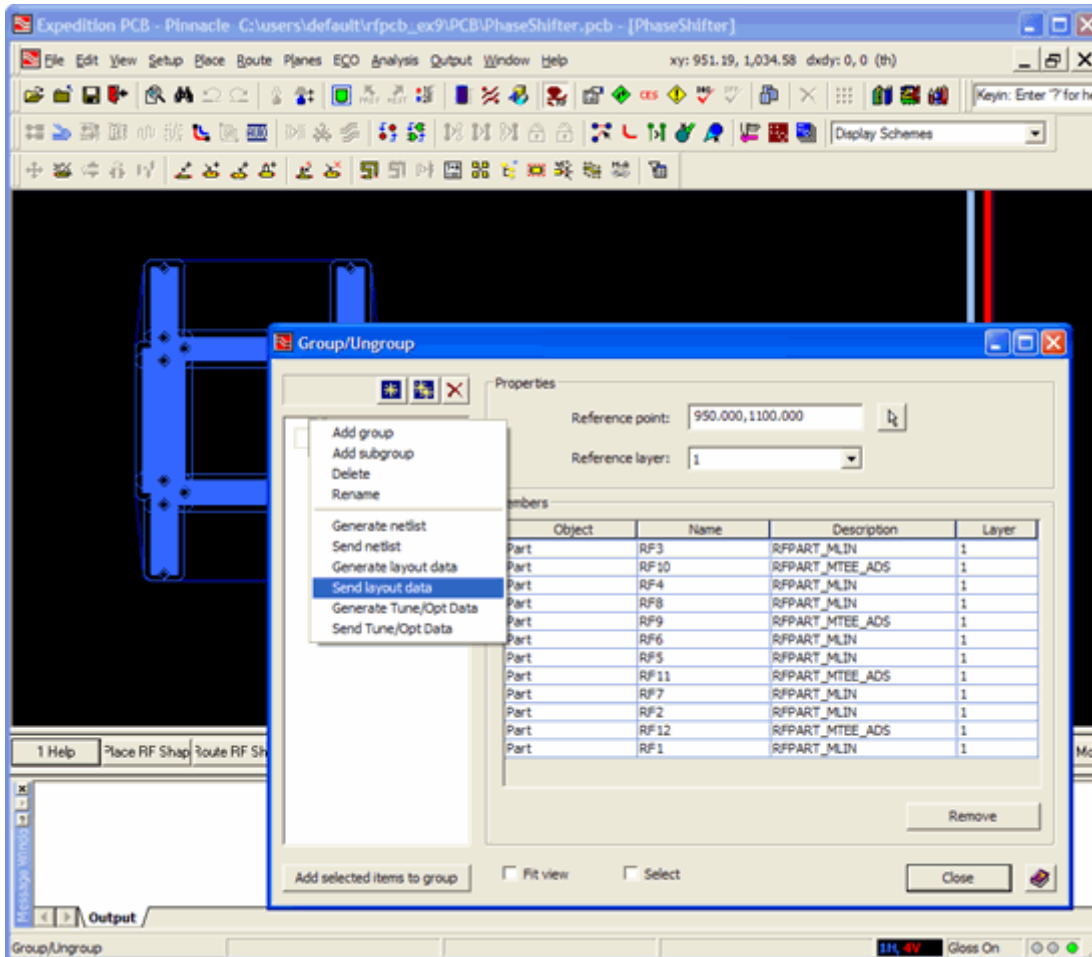 Expedition PCB - Pinnacle C:\users\default\rfpcb_ex9\PCB\PhaseShifter.pcb - [PhaseShifter]
File Edit View Setup Place Route Planes ECO Analysis Output Window Help xy: 951.19, 1,034.58 dxdy: 0, 0 (th)
CES Keyin: Enter '?' for he
Display Schemes
Group/Ungroup
Properties
Reference point: 950.000,1100.000
Reference layer: 1
Add group
Add subgroup
Delete
Rename
Generate netlist
Send netlist
Generate layout data
Send layout data
Generate Tune/Opt Data
Send Tune/Opt Data
embers
Object Name Description Layer
Part RF3 RFPART_MLIN 1
Part RF10 RFPART_MTEE_ADS 1
Part RF4 RFPART_MLIN 1
Part RF8 RFPART_MLIN 1
Part RF9 RFPART_MTEE_ADS 1
Part RF6 RFPART_MLIN 1
Part RF5 RFPART_MLIN 1
Part RF11 RFPART_MTEE_ADS 1
Part RF7 RFPART_MLIN 1
Part RF2 RFPART_MLIN 1
Part RF12 RFPART_MTEE_ADS 1
Part RF1 RFPART_MLIN 1
Remove
1 Help Place RF Shap Route RF Sh Mo
Add selected items to group Fit view Select Close
Message Windo
Output
Group/Ungroup 1H, 4V Gloss On